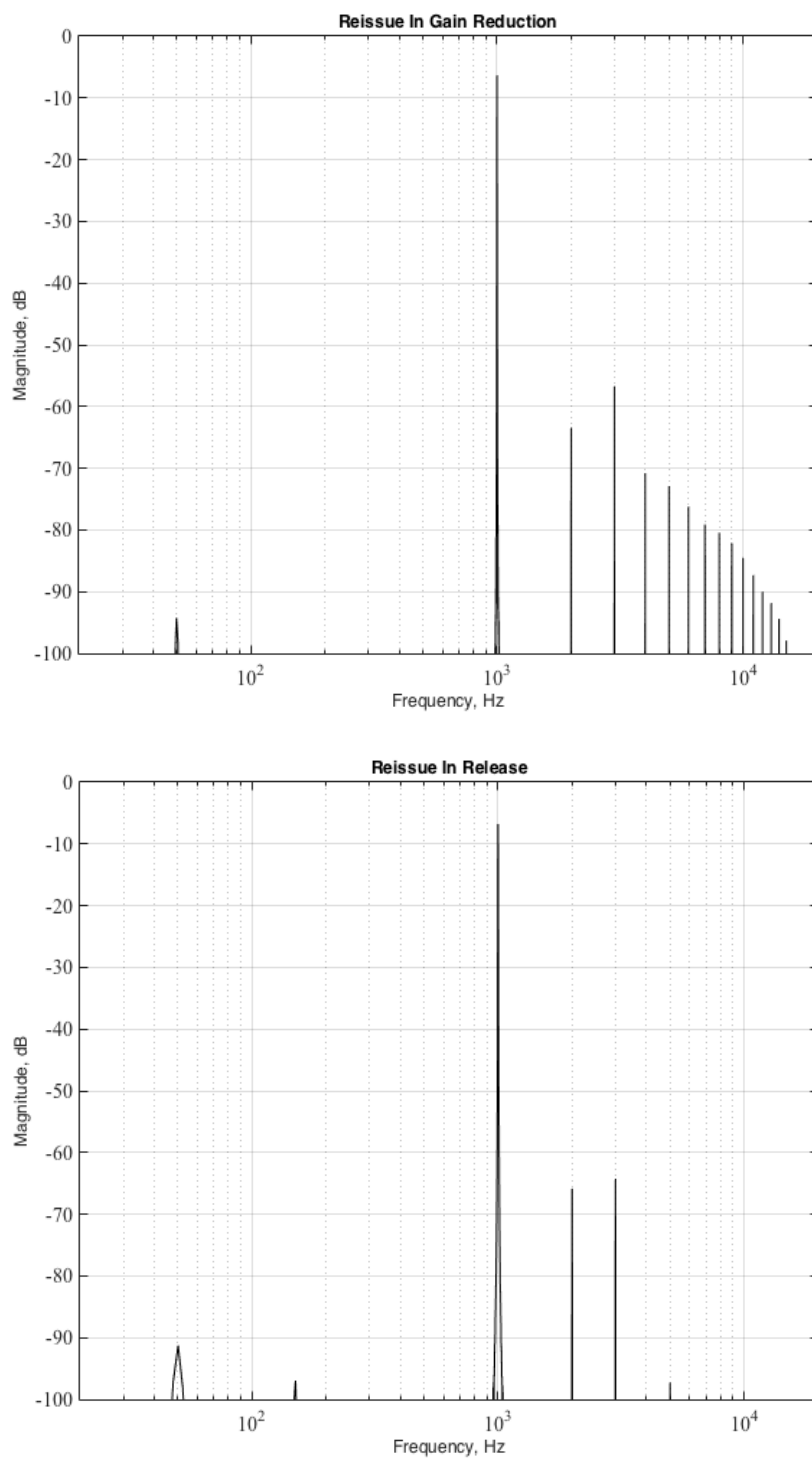 Reissue In Gain Reduction
0
-10
-20
-30
-40
-50
-60
-70
-80
-90
-100
Magnitude, dB
10² 10³ 10⁴
Frequency, Hz
Reissue In Release
0
-10
-20
-30
-40
-50
-60
-70
-80
-90
-100
Magnitude, dB
10² 10³ 10⁴
Frequency, Hz